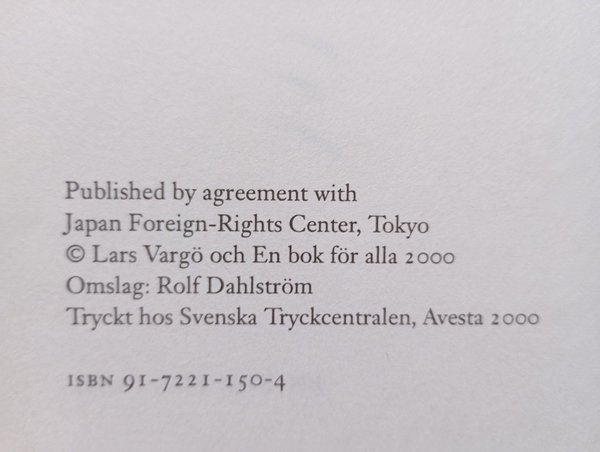 Published by agreement with
Japan Foreign-Rights Center, Tokyo
© Lars Vargö och En bok för alla 2000
Omslag: Rolf Dahlström
Tryckt hos Svenska Tryckcentralen, Avesta 2000
ISBN 91-7221-150-4